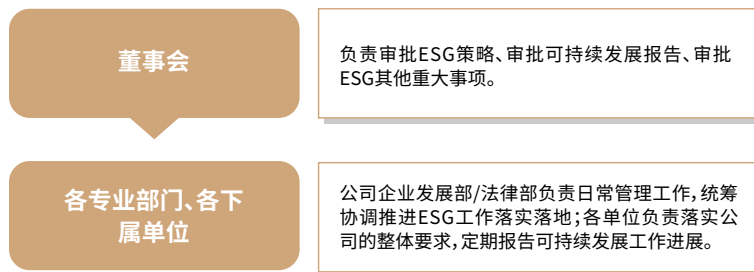 董事会
负责审批ESG策略、审批可持续发展报告、审批
ESG其他重大事项。
各专业部门、各下
属单位
公司企业发展部/法律部负责日常管理工作,统筹
协调推进ESG工作落实落地;各单位负责落实公
司的整体要求,定期报告可持续发展工作进展。